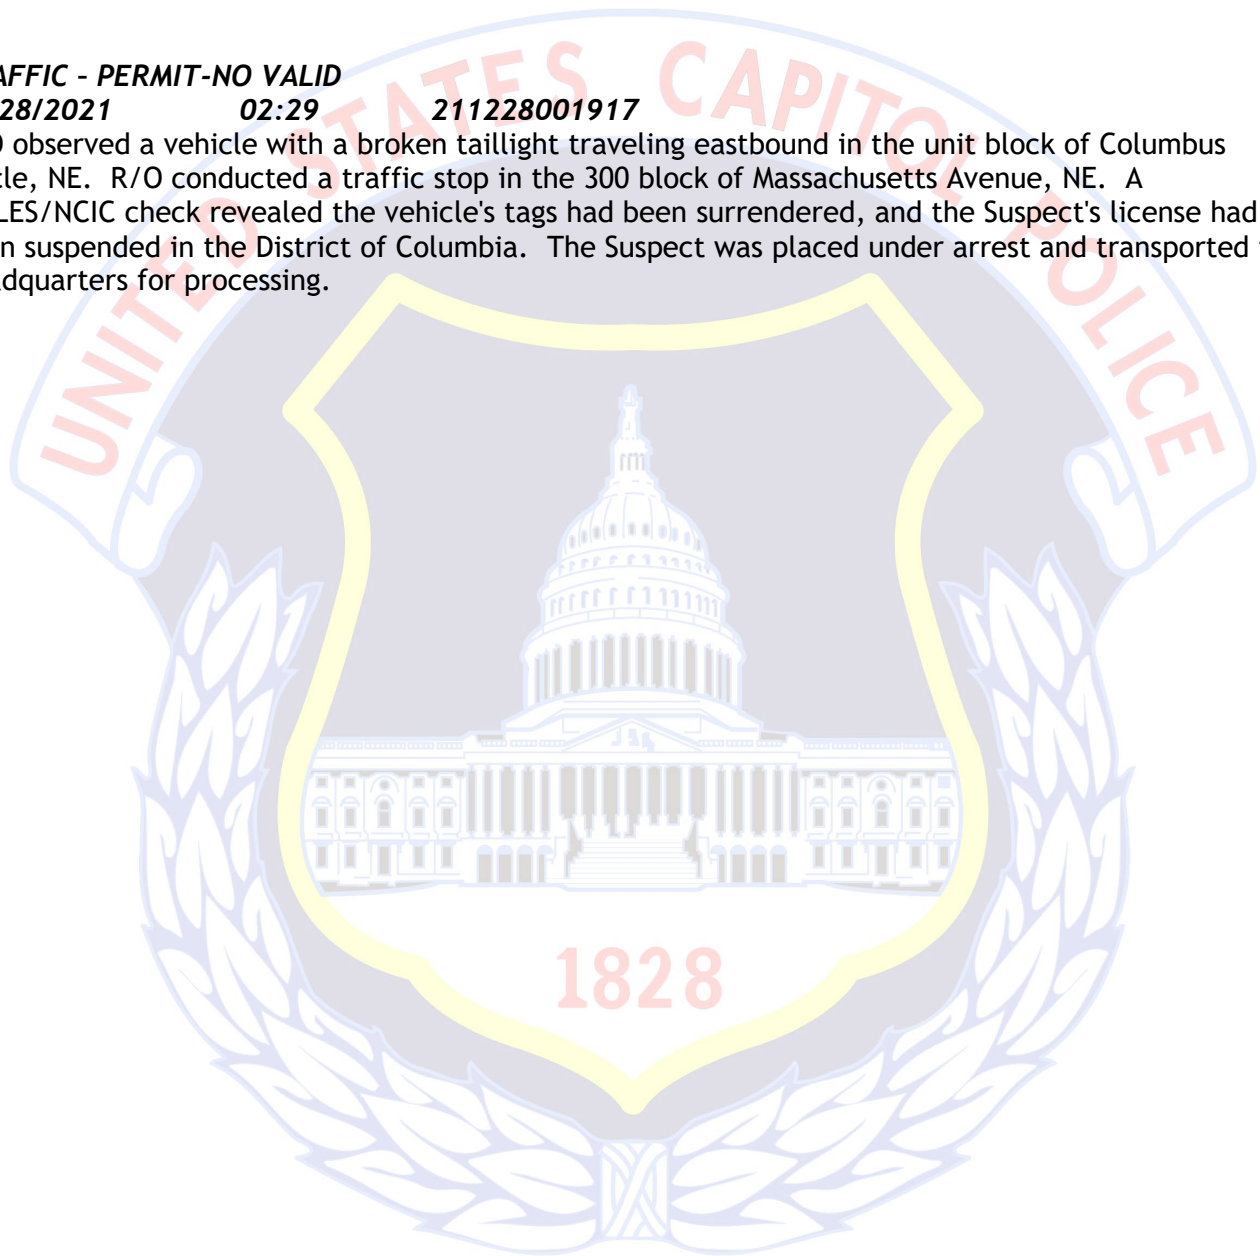 AFFIC – PERMIT-NO VALID
28/2021 02:29 211228001917
O observed a vehicle with a broken taillight traveling eastbound in the unit block of Columbus
cle, NE. R/O conducted a traffic stop in the 300 block of Massachusetts Avenue, NE. A
LES/NCIC check revealed the vehicle's tags had been surrendered, and the Suspect's license had
n suspended in the District of Columbia. The Suspect was placed under arrest and transported
dquarters for processing.
UNITED STATES CAPITOL POLICE
1828